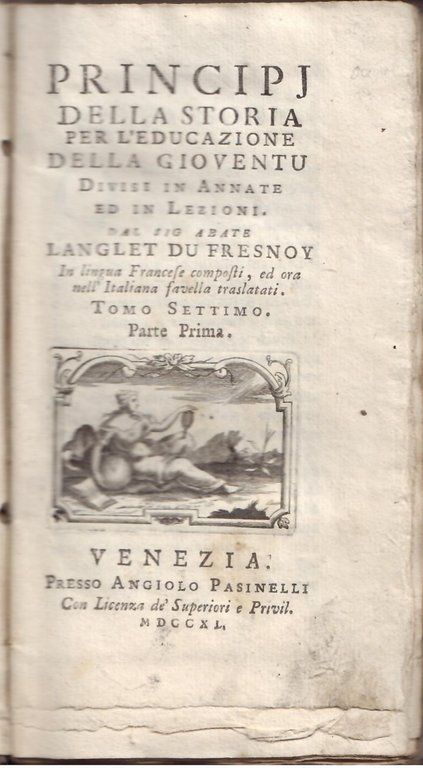 PRINCIPJ
DELLA STORIA
PER L'EDUCAZIONE
DELLA GIOVENTU
DIVISI IN ANNATE
ED IN LEZIONI.
DAL SIG ABATE
LANGLET DU FRESNOY
In lingua Franceſe compoſti, ed ora
nell' Italiana favella traslatati.
TOMO SETTIMO.
Parte Prima.
VENEZIA.
PRESSO ANGIOLO PASINELLI
Con Licenza de' Superiori e Privil.
MDCCXL.